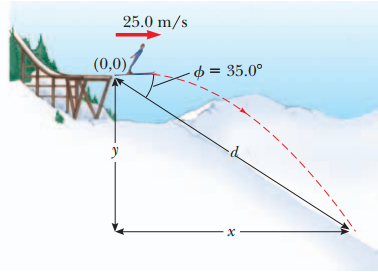 25.0 m/s
(0,0)
ϕ = 35.0°
y
d
x